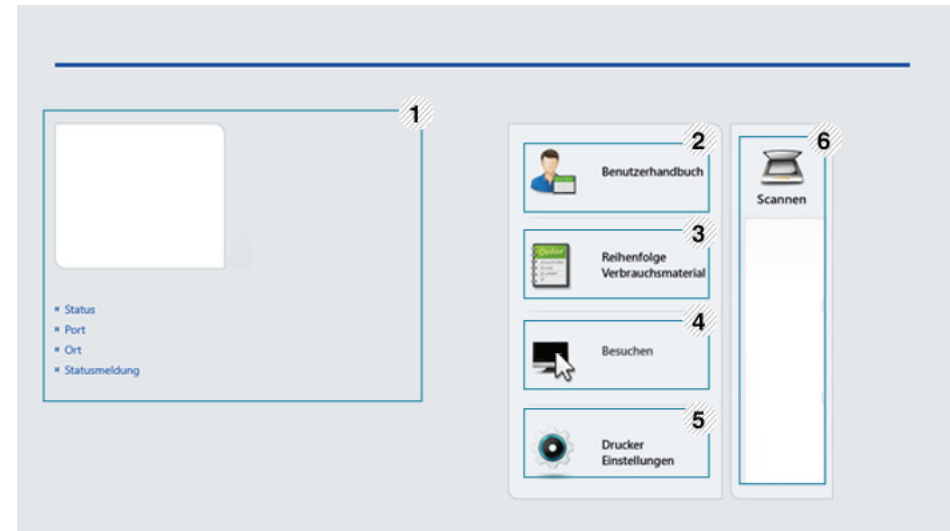 1
Status
Port
Ort
Statusmeldung
2
Benutzerhandbuch
3
Reihenfolge
Verbrauchsmaterial
4
Besuchen
5
Drucker
Einstellungen
6
Scannen